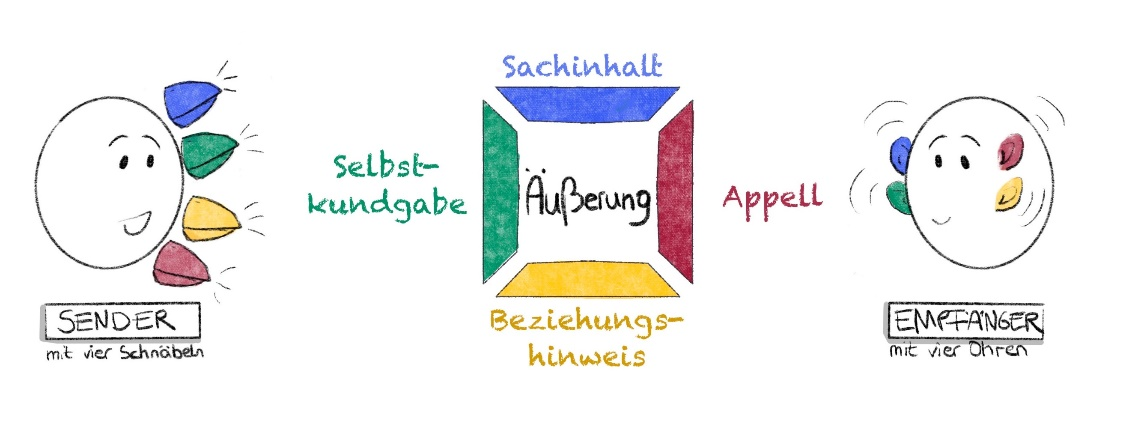 Sachinhalt
Selbst-
kundgabe
Äußerung
Appell
Beziehungs-
hinweis
SENDER
mit vier Schnäbeln
EMPFÄNGER
mit vier Ohren